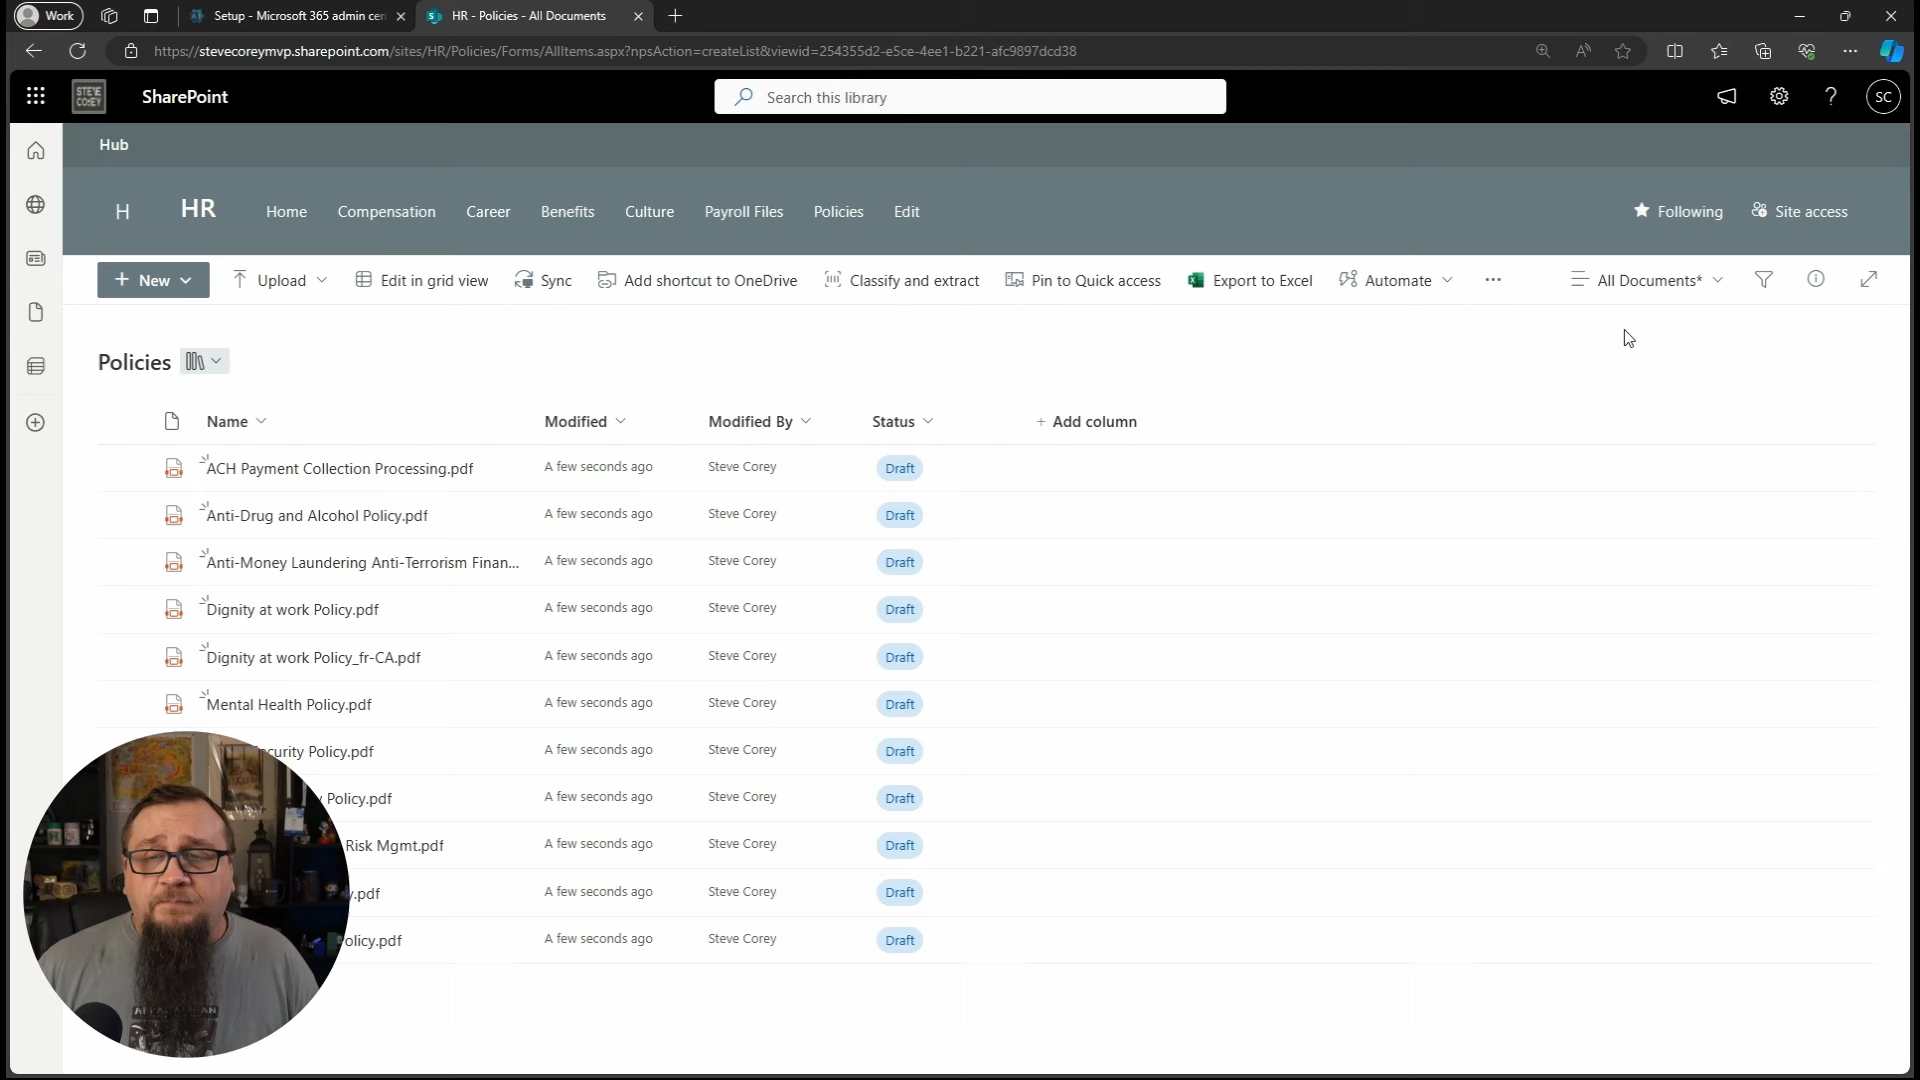 Work
Setup - Microsoft 365 admin cen
HR - Policies - All Documents
https://stevecoreymvp.sharepoint.com/sites/HR/Policies/Forms/AllItems.aspx?npsAction=createList&viewid=254355d2-e5ce-4ee1-b221-afc9897dcd38
STEVE COREY
SharePoint
Search this library
SC
Hub
H
HR
Home
Compensation
Career
Benefits
Culture
Payroll Files
Policies
Edit
Following
Site access
+ New
Upload
Edit in grid view
Sync
Add shortcut to OneDrive
Classify and extract
Pin to Quick access
Export to Excel
Automate
...
All Documents*
Policies
Name Modified Modified By Status + Add column
ACH Payment Collection Processing.pdf A few seconds ago Steve Corey Draft
Anti-Drug and Alcohol Policy.pdf A few seconds ago Steve Corey Draft
Anti-Money Laundering Anti-Terrorism Finan... A few seconds ago Steve Corey Draft
Dignity at work Policy.pdf A few seconds ago Steve Corey Draft
Dignity at work Policy_fr-CA.pdf A few seconds ago Steve Corey Draft
Mental Health Policy.pdf A few seconds ago Steve Corey Draft
curity Policy.pdf A few seconds ago Steve Corey Draft
y Policy.pdf A few seconds ago Steve Corey Draft
Risk Mgmt.pdf A few seconds ago Steve Corey Draft
y.pdf A few seconds ago Steve Corey Draft
olicy.pdf A few seconds ago Steve Corey Draft